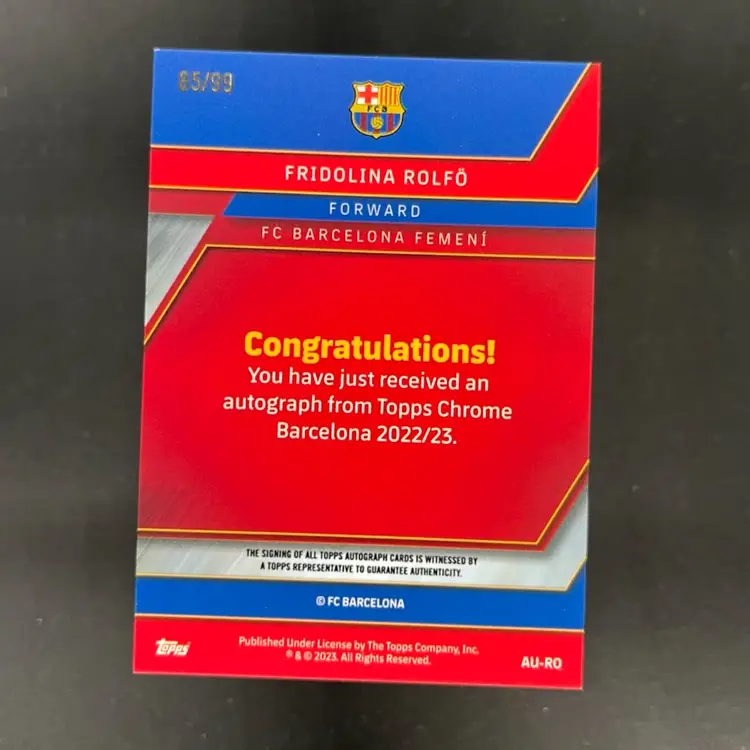 85/99
FCB
FRIDOLINA ROLFÖ
FORWARD
FC BARCELONA FEMENÍ
Congratulations!
You have just received an
autograph from Topps Chrome
Barcelona 2022/23.
THE SIGNING OF ALL TOPPS AUTOGRAPH CARDS IS WITNESSED BY
A TOPPS REPRESENTATIVE TO GUARANTEE AUTHENTICITY.
© FC BARCELONA
Topps
Published Under License by The Topps Company, Inc.
® & © 2023. All Rights Reserved.
AU-RO